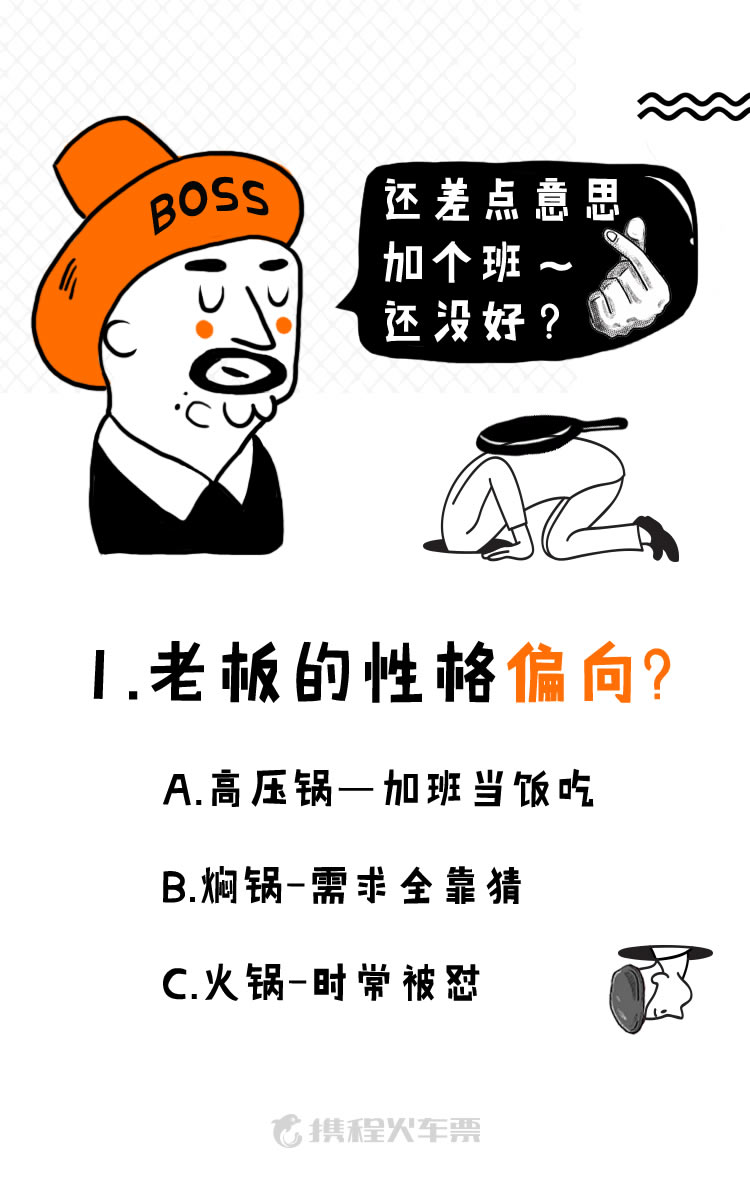 BOSS
还差点意思
加个班～
还没好？
1.老板的性格偏向?
A.高压锅—加班当饭吃
B.焖锅-需求全靠猜
C.火锅-时常被怼
携程火车票